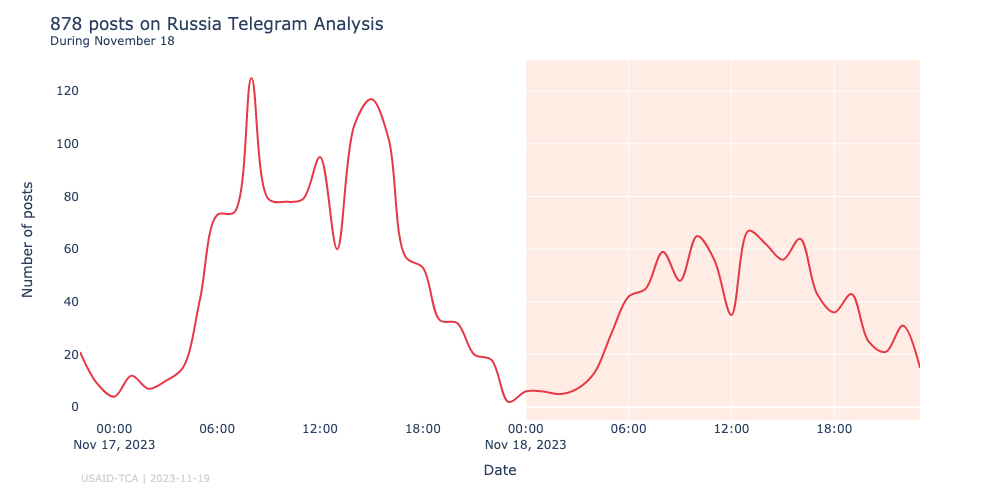 878 posts on Russia Telegram Analysis
During November 18
Number of posts
120
100
80
60
40
20
0
00:00
06:00
12:00
18:00
00:00
06:00
12:00
18:00
Nov 17, 2023
Nov 18, 2023
Date
USAID-TCA | 2023-11-19